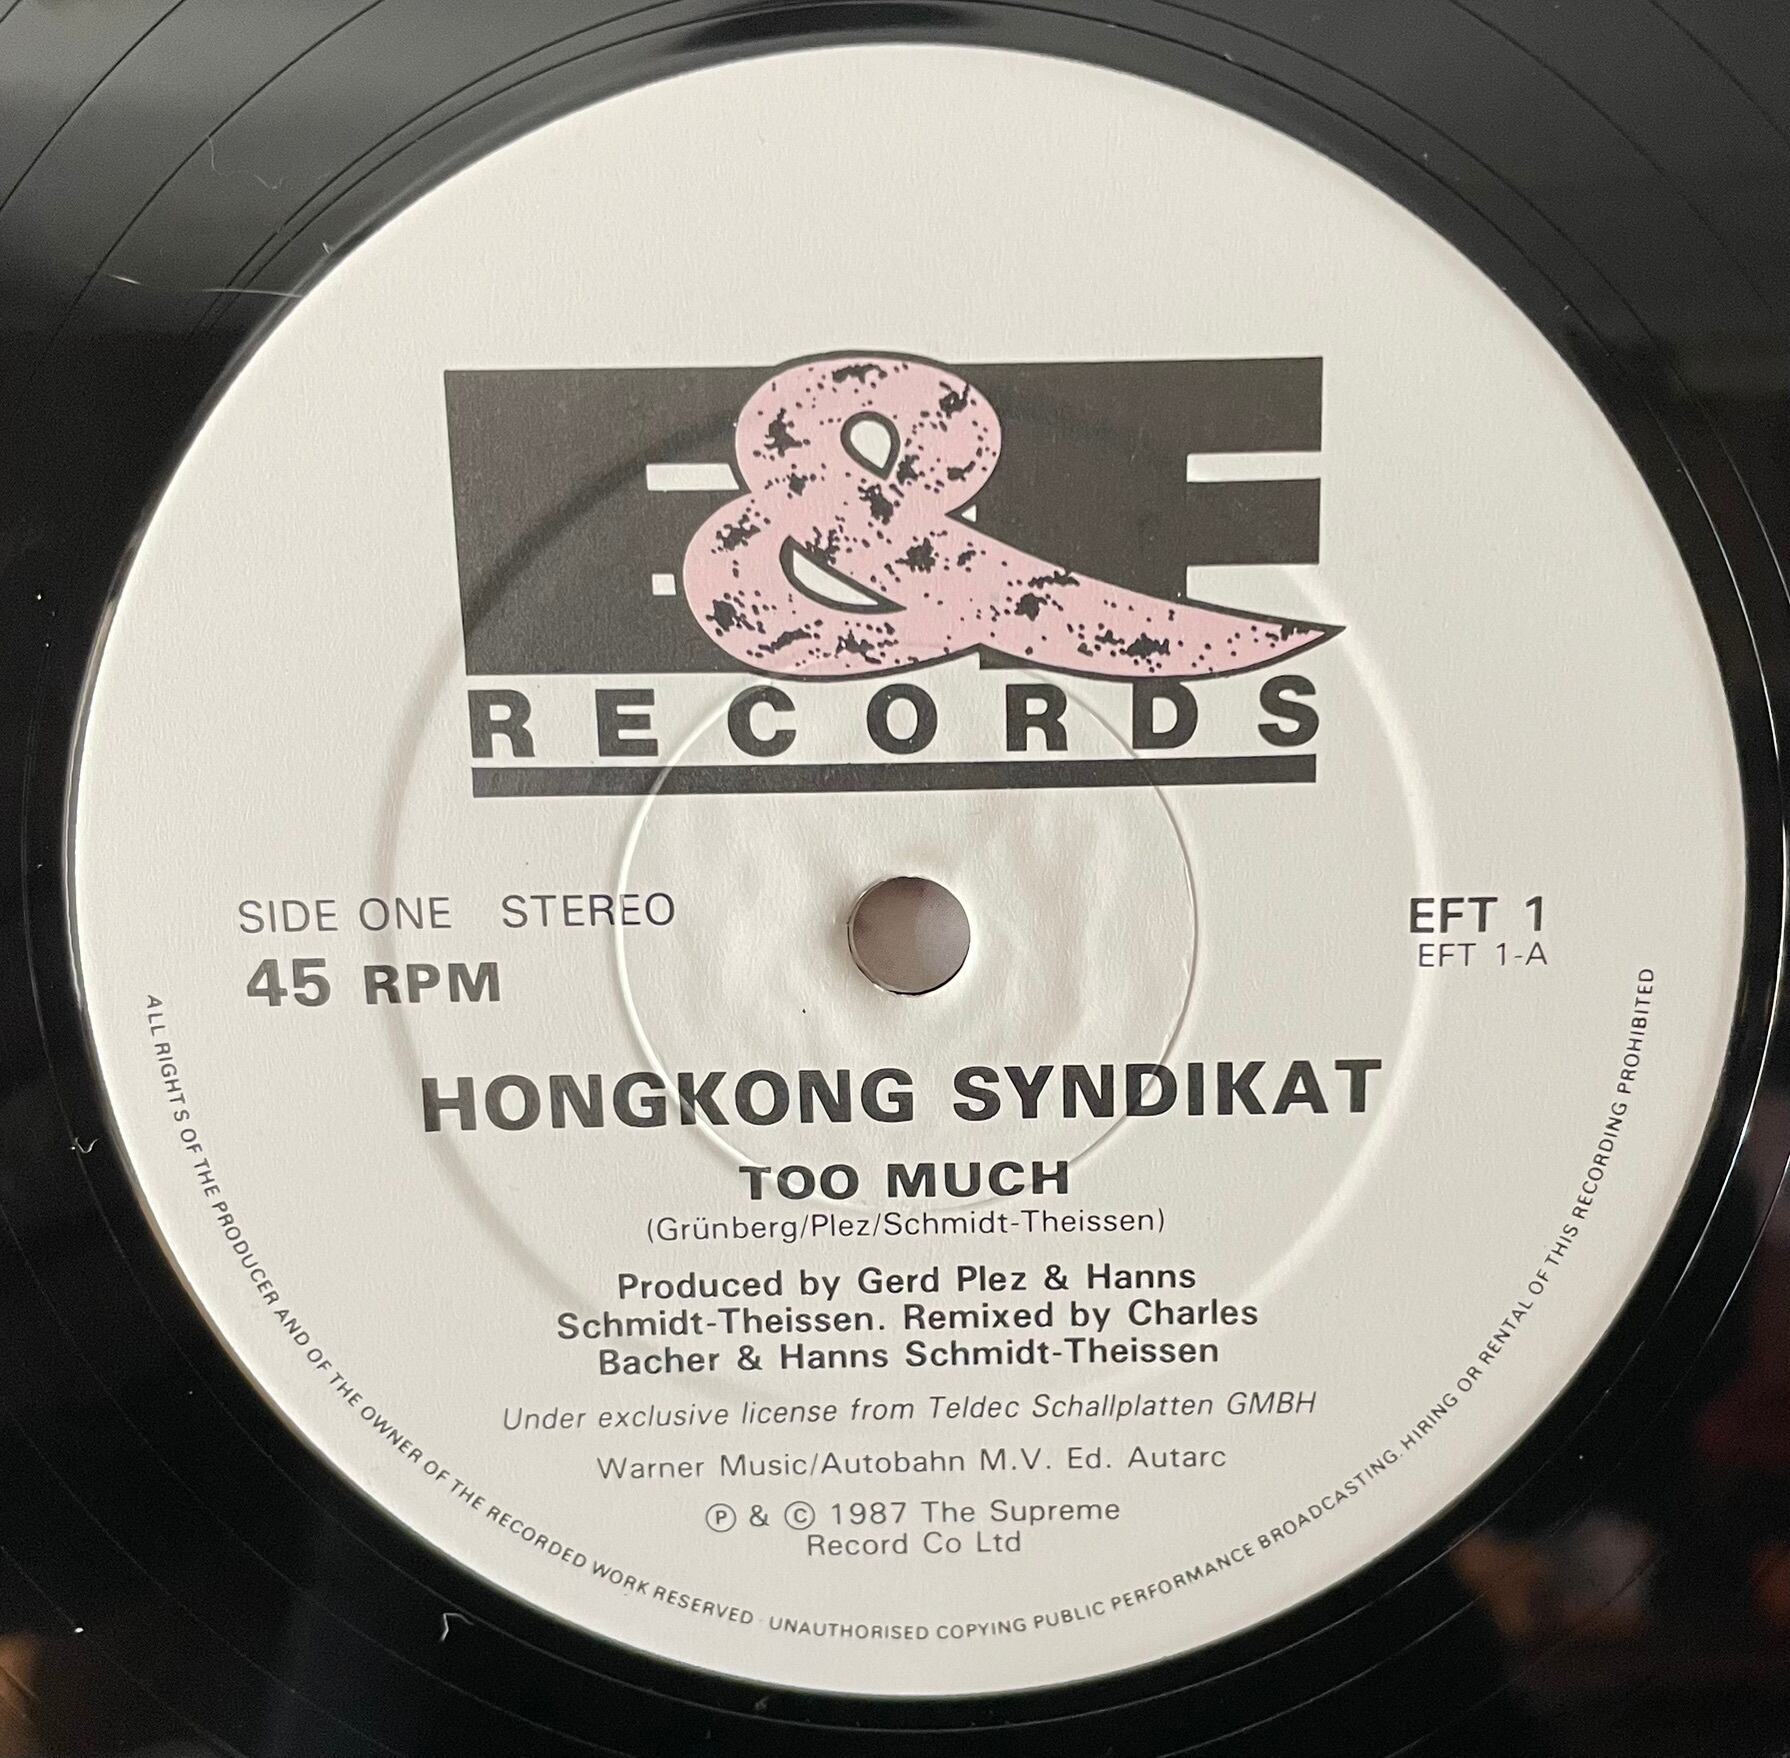 E & F
RECORDS
SIDE ONE STEREO
45 RPM
EFT 1
EFT 1-A
HONGKONG SYNDIKAT
TOO MUCH
(Grünberg/Plez/Schmidt-Theissen)
Produced by Gerd Plez & Hanns
Schmidt-Theissen. Remixed by Charles
Bacher & Hanns Schmidt-Theissen
Under exclusive license from Teldec Schallplatten GMBH
Warner Music/Autobahn M.V. Ed. Autarc
Ⓟ & © 1987 The Supreme
Record Co Ltd
ALL RIGHTS OF THE PRODUCER AND OF THE OWNER OF THE RECORDED WORK RESERVED · UNAUTHORISED COPYING PUBLIC PERFORMANCE BROADCASTING. HIRING OR RENTAL OF THIS RECORDING PROHIBITED